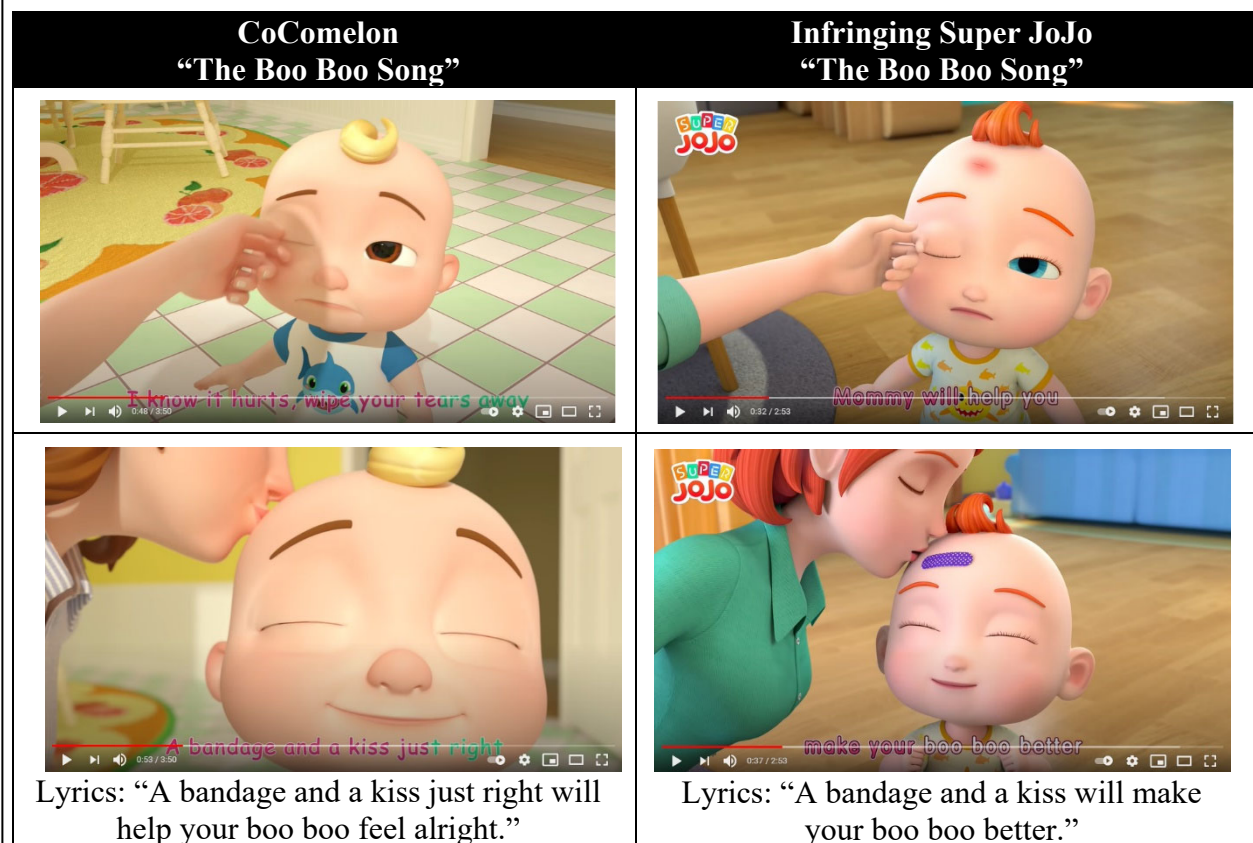 CoComelon
“The Boo Boo Song”
Infringing Super JoJo
“The Boo Boo Song”
I know it hurts, wipe your tears away
0:48 / 3:50
SUPER
JOJO
Mommy will help you
0:32 / 2:53
A bandage and a kiss just right
0:53 / 3:50
SUPER
JOJO
make your boo boo better
0:37 / 2:53
Lyrics: “A bandage and a kiss just right will
help your boo boo feel alright.”
Lyrics: “A bandage and a kiss will make
your boo boo better.”